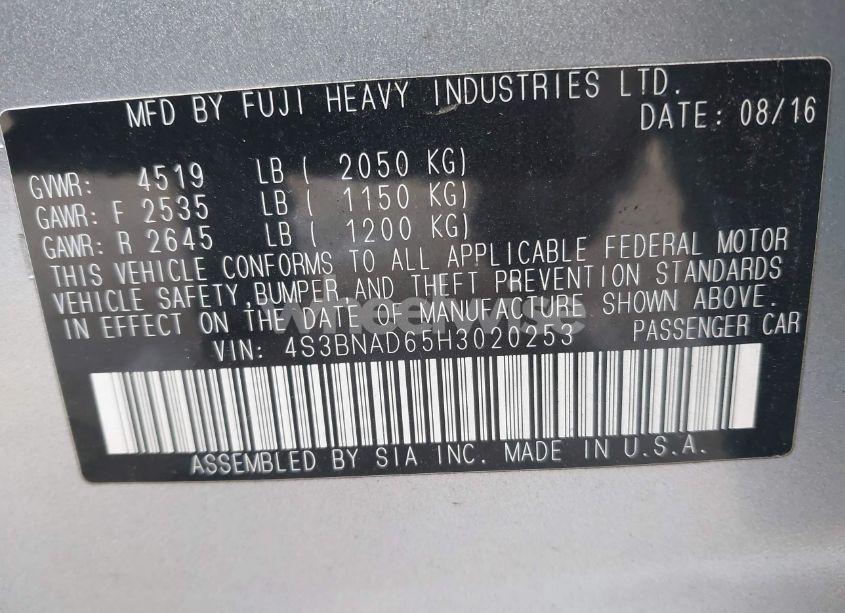 MFD BY FUJI HEAVY INDUSTRIES LTD.
DATE: 08/16
GVWR: 4519 LB ( 2050 KG)
GAWR: F 2535 LB ( 1150 KG)
GAWR: R 2645 LB ( 1200 KG)
THIS VEHICLE CONFORMS TO ALL APPLICABLE FEDERAL MOTOR
VEHICLE SAFETY, BUMPER, AND THEFT PREVENTION STANDARDS
IN EFFECT ON THE DATE OF MANUFACTURE SHOWN ABOVE.
wheelwise
VIN: 4S3BNAD65H3020253 PASSENGER CAR
ASSEMBLED BY SIA INC. MADE IN U.S.A.